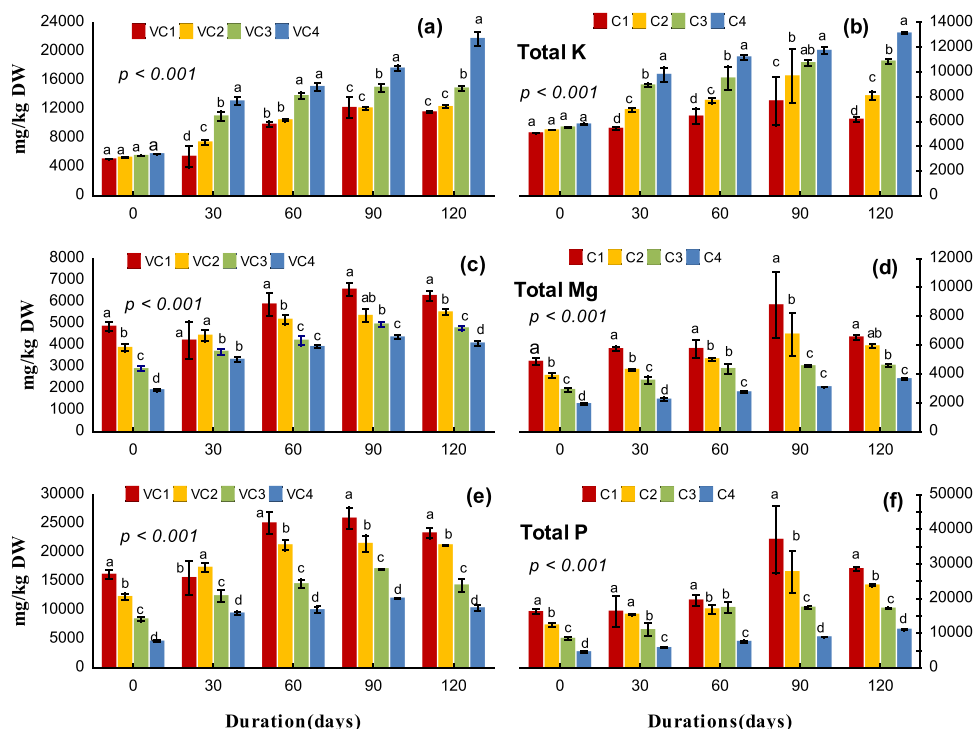 VC1 VC2 VC3 VC4 (a)
24000
20000
16000
12000
8000
4000
0
mg/kg DW
p < 0.001
a a a a
d c b a
c b a a
c c b a
c c b a
0 30 60 90 120
C1 C2 C3 C4 (b)
Total K
p < 0.001
14000
12000
10000
8000
6000
4000
2000
0
a a a a
d c b a
d c b a
c b ab a
d c b a
0 30 60 90 120
VC1 VC2 VC3 VC4 (c)
8000
7000
6000
5000
4000
3000
2000
1000
0
mg/kg DW
p < 0.001
a b c d
a a b b
a b c c
a ab b c
a b c d
0 30 60 90 120
C1 C2 C3 C4 (d)
Total Mg
p < 0.001
12000
10000
8000
6000
4000
2000
0
a b c d
a b c d
a b b c
a b c c
a ab b c
0 30 60 90 120
VC1 VC2 VC3 VC4 (e)
30000
25000
20000
15000
10000
5000
0
mg/kg DW
p < 0.001
a b c d
b a c d
a b c d
a b c d
a b c d
0 30 60 90 120
Duration(days)
C1 C2 C3 C4 (f)
Total P
p < 0.001
50000
40000
30000
20000
10000
0
a b c d
a a b c
a b b c
a b c d
a b c d
0 30 60 90 120
Durations(days)